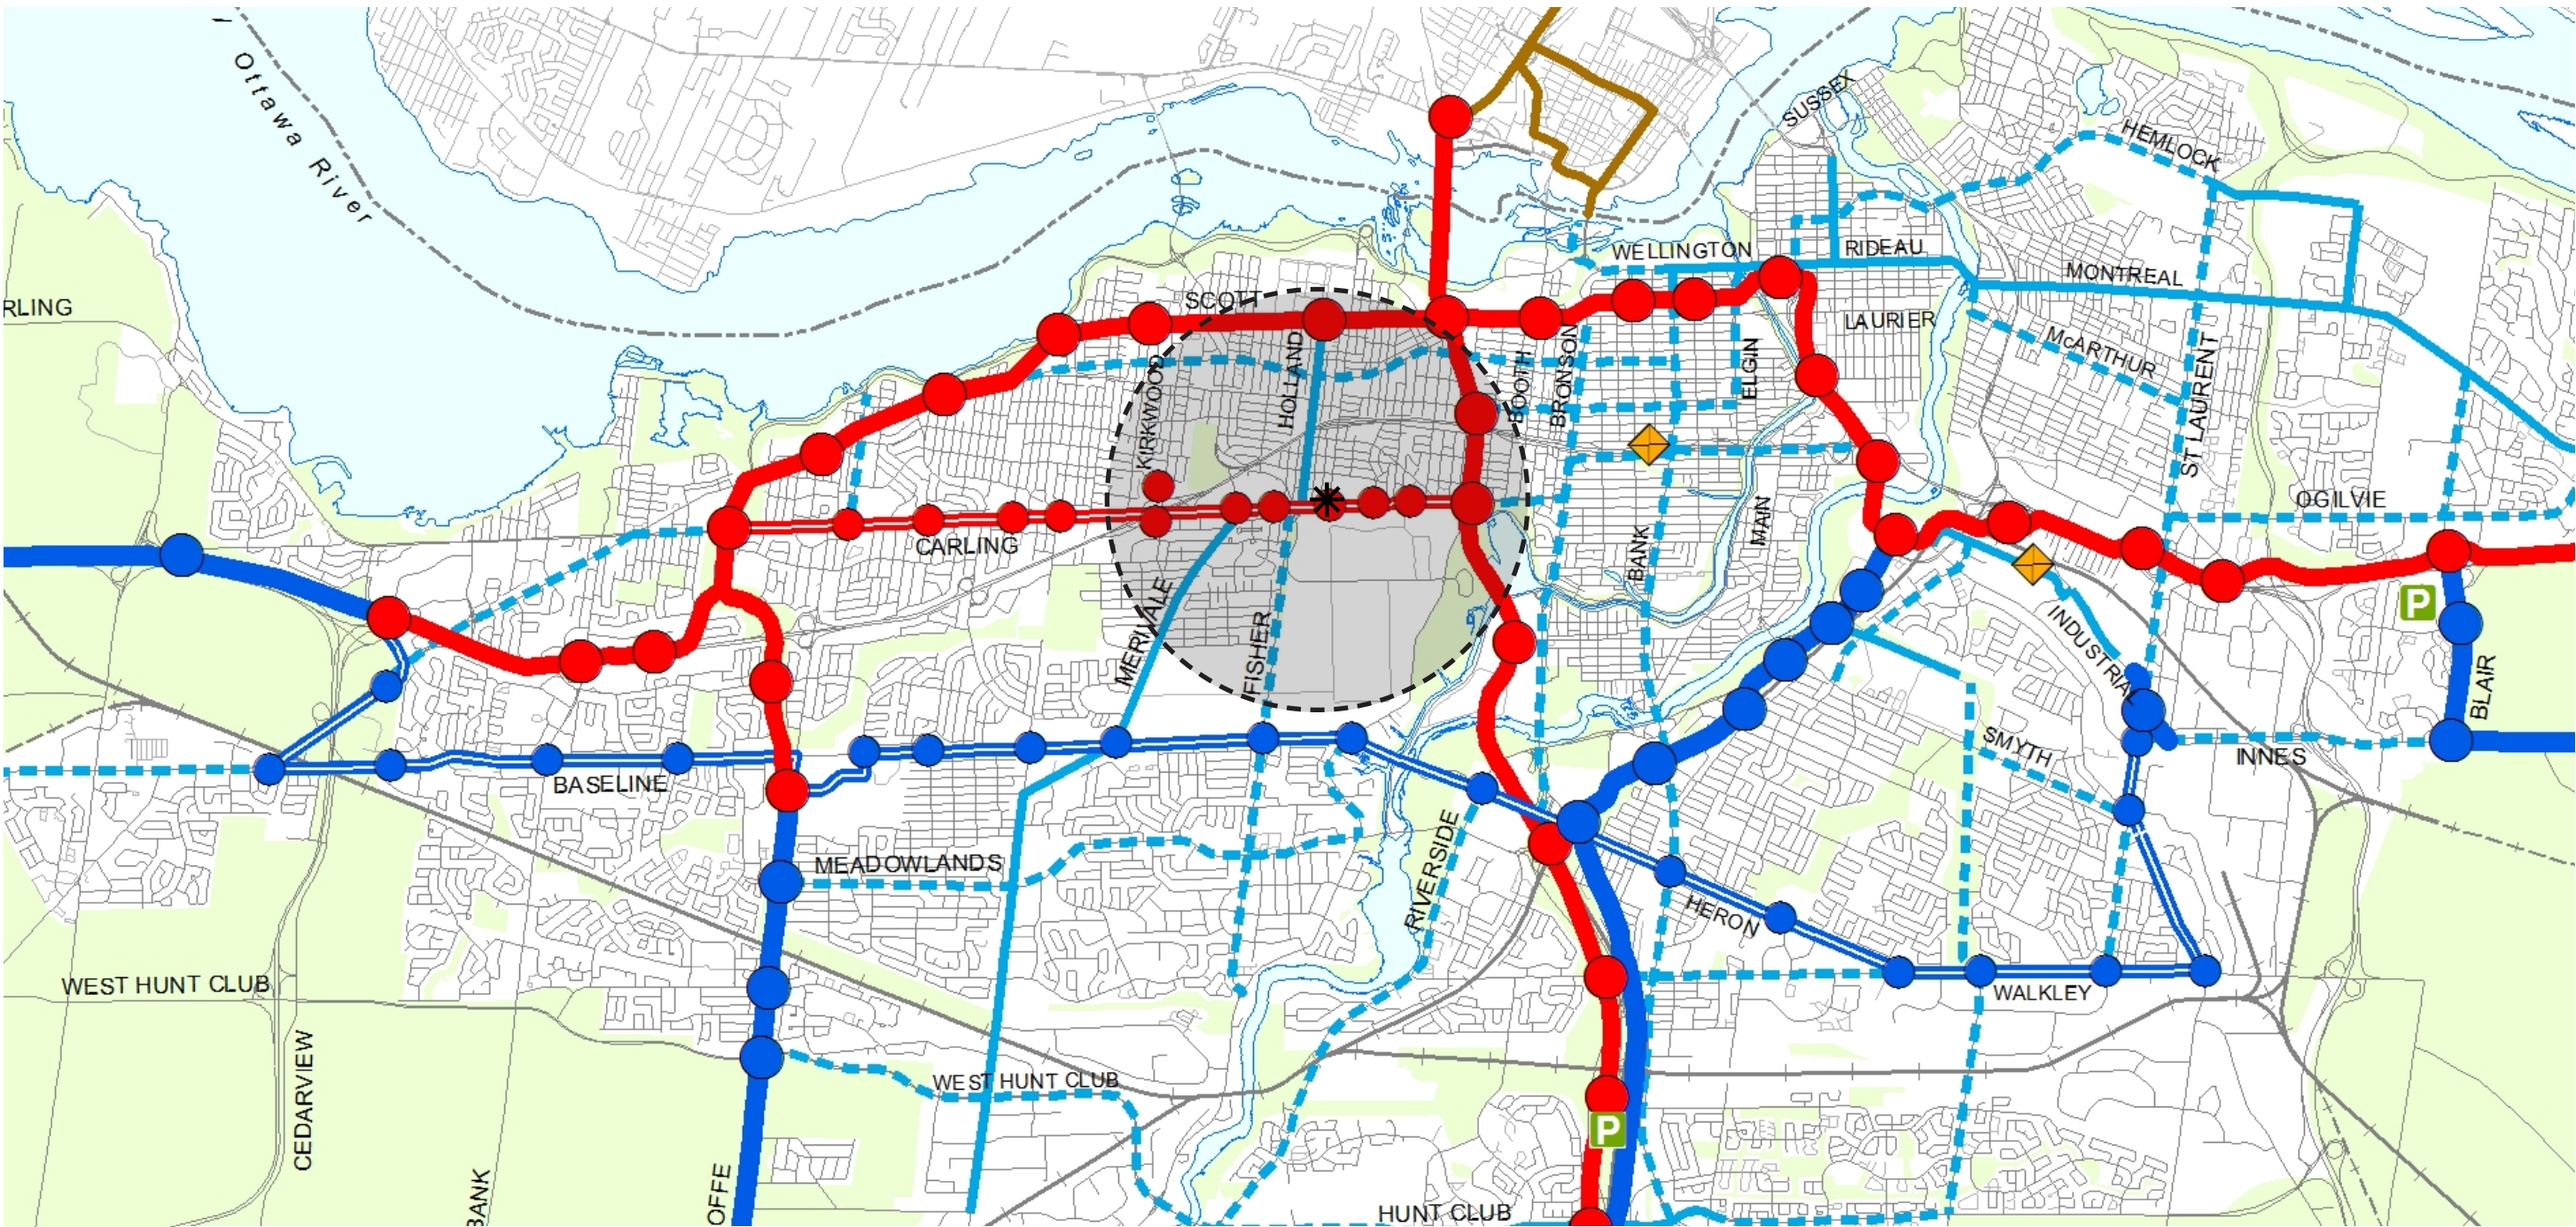 Ottawa River
SUSSEX
HEMLOCK
WELLINGTON
RIDEAU
MONTREAL
RLING
SCOTT
LAURIER
McARTHUR
KIRKWOOD
HOLLAND
BOOTH
BRONSON
ELGIN
ST LAURENT
OGILVIE
CARLING
BANK
MAIN
MERIVALE
FISHER
P
INDUSTRIAL
BLAIR
SMYTH
INNES
BASELINE
MEADOWLANDS
RIVERSIDE
HERON
WEST HUNT CLUB
WALKLEY
CEDARVIEW
WEST HUNT CLUB
P
BANK
OFFE
HUNT CLUB